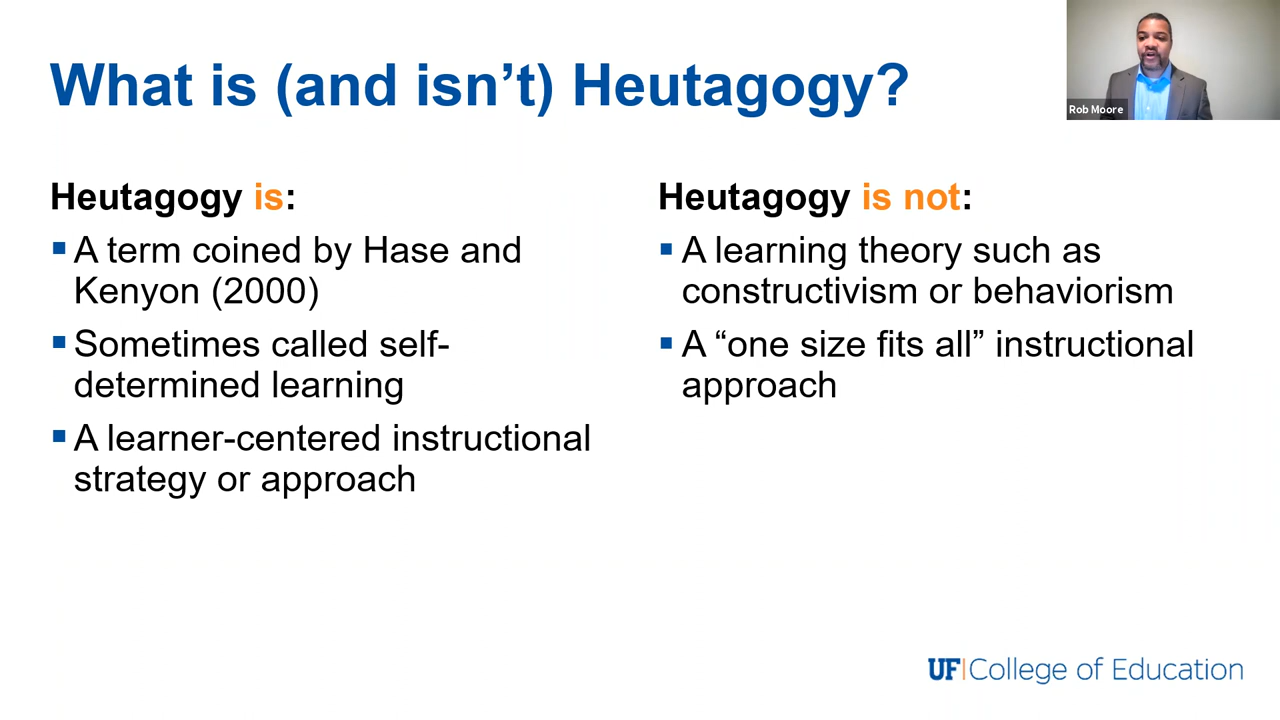 What is (and isn’t) Heutagogy?
Rob Moore
Heutagogy is:
▪ A term coined by Hase and
Kenyon (2000)
▪ Sometimes called self-
determined learning
▪ A learner-centered instructional
strategy or approach
Heutagogy is not:
▪ A learning theory such as
constructivism or behaviorism
▪ A “one size fits all” instructional
approach
UF | College of Education